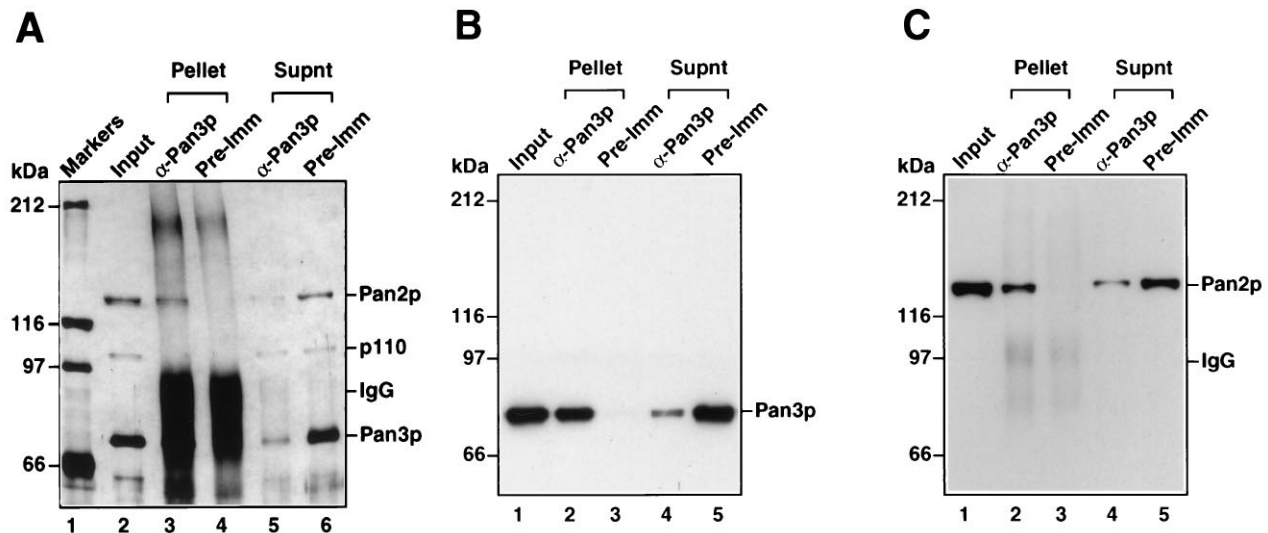 A
Pellet
Supnt
Markers
Input
α-Pan3p
Pre-Imm
α-Pan3p
Pre-Imm
kDa
212
116
97
66
Pan2p
p110
IgG
Pan3p
1 2 3 4 5 6
B
Pellet
Supnt
Input
α-Pan3p
Pre-Imm
α-Pan3p
Pre-Imm
kDa
212
116
97
66
Pan3p
1 2 3 4 5
C
Pellet
Supnt
Input
α-Pan3p
Pre-Imm
α-Pan3p
Pre-Imm
kDa
212
116
97
66
Pan2p
IgG
1 2 3 4 5